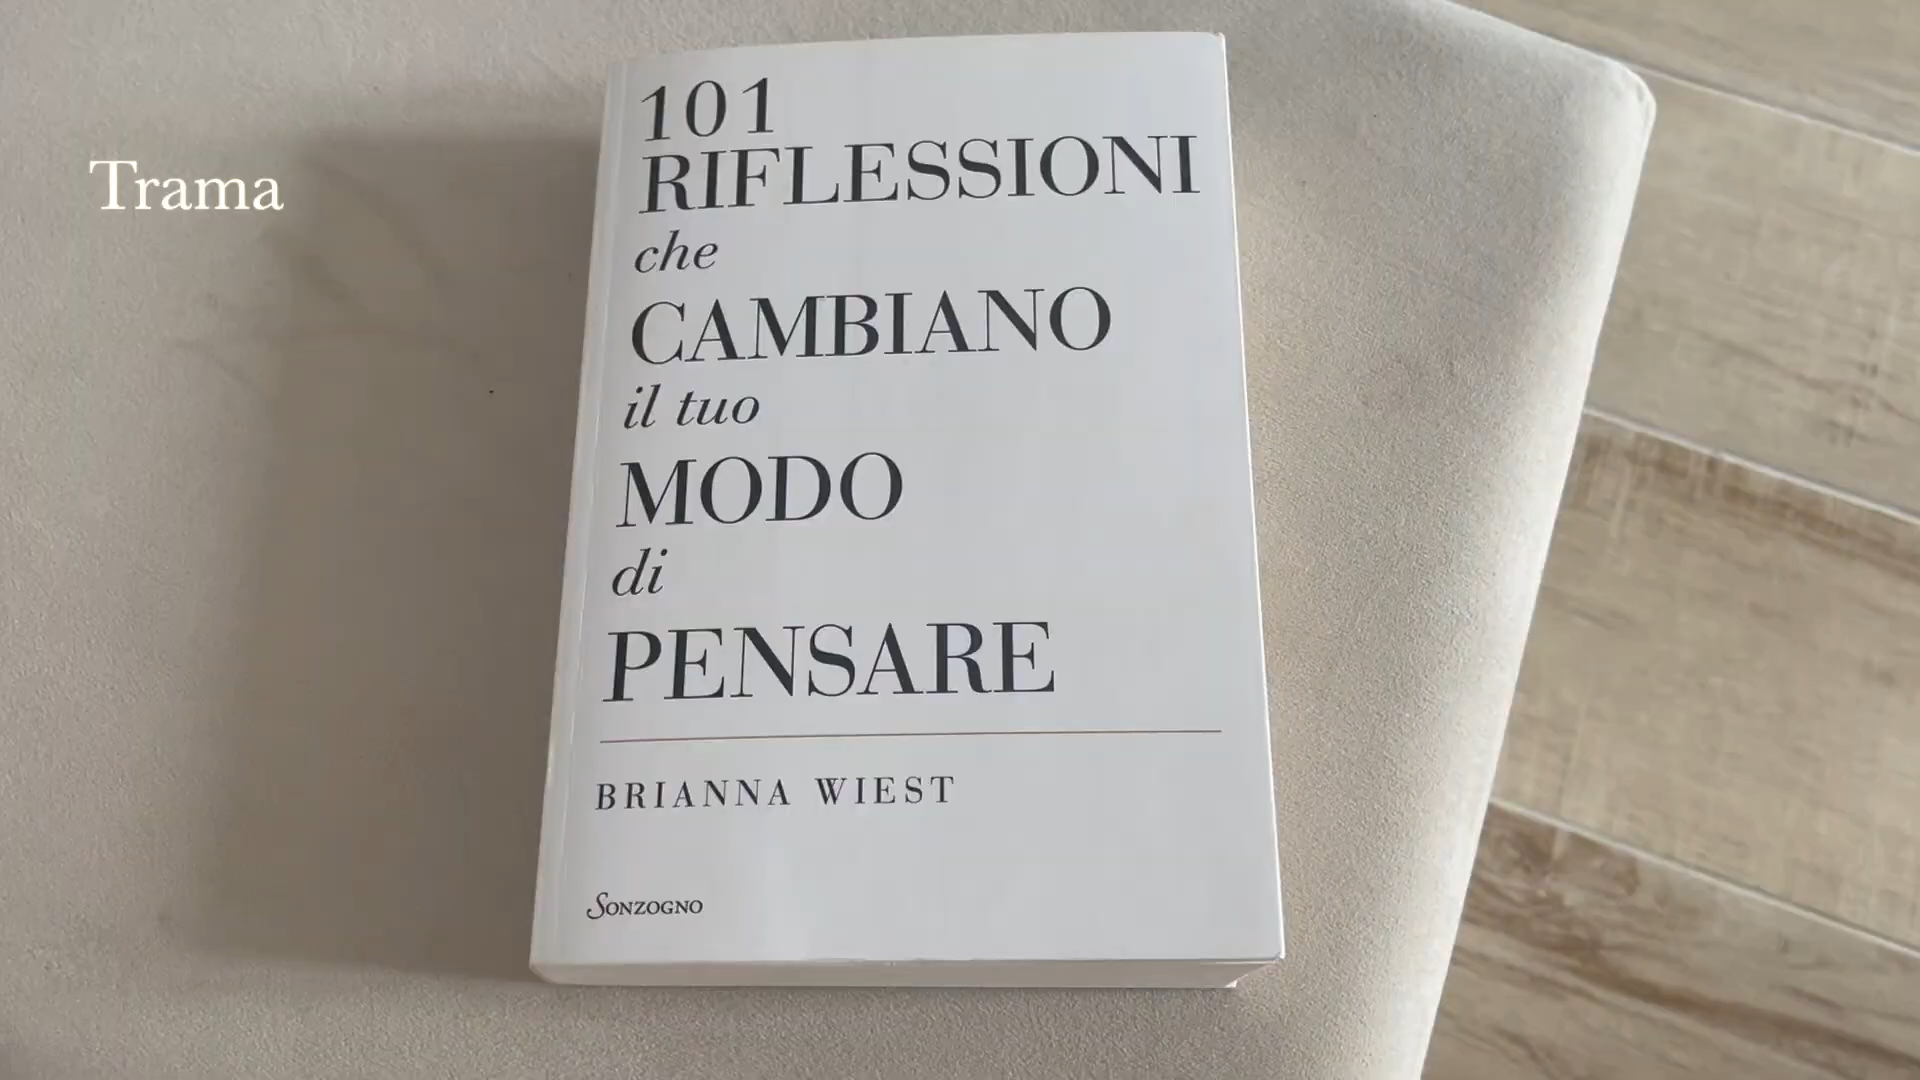 Trama
101
RIFLESSIONI
che
CAMBIANO
il tuo
MODO
di
PENSARE
BRIANNA WIEST
SONZOGNO